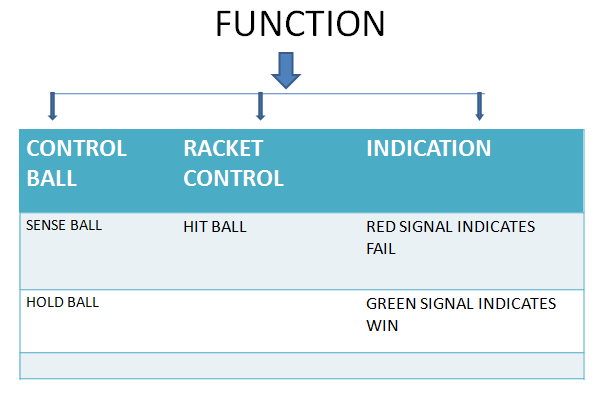 FUNCTION
CONTROL BALL
RACKET CONTROL
INDICATION
SENSE BALL
HIT BALL
RED SIGNAL INDICATES
FAIL
HOLD BALL
GREEN SIGNAL INDICATES
WIN